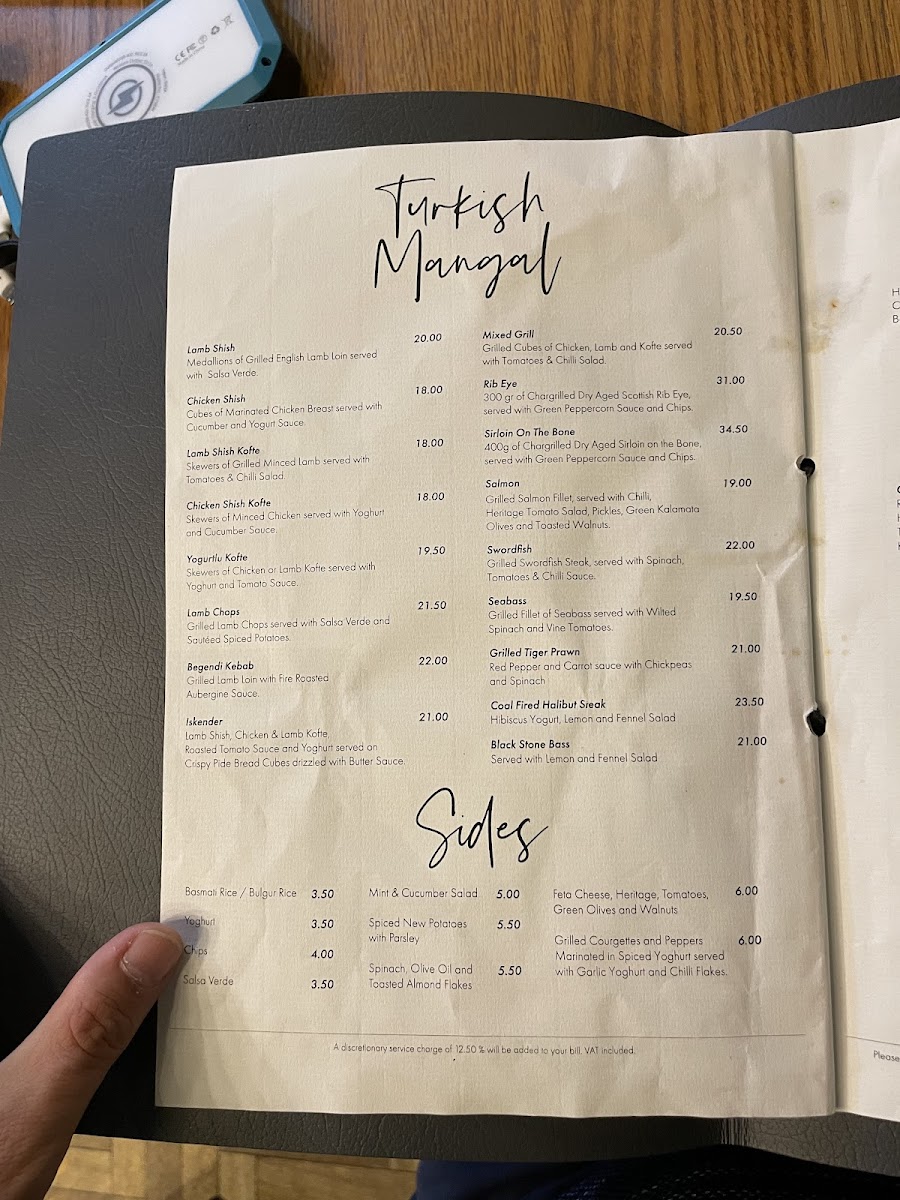 CE FC
Turkish
Mangal
Lamb Shish 20.00
Medallions of Grilled English Lamb Loin served
with Salsa Verde.
Chicken Shish 18.00
Cubes of Marinated Chicken Breast served with
Cucumber and Yogurt Sauce.
Lamb Shish Kofte 18.00
Skewers of Grilled Minced Lamb served with
Tomatoes & Chilli Salad.
Chicken Shish Kofte 18.00
Skewers of Minced Chicken served with Yoghurt
and Cucumber Sauce.
Yogurtlu Kofte 19.50
Skewers of Chicken or Lamb Kofte served with
Yoghurt and Tomato Sauce.
Lamb Chops 21.50
Grilled Lamb Chops served with Salsa Verde and
Sautéed Spiced Potatoes.
Begendi Kebab 22.00
Grilled Lamb Loin with Fire Roasted
Aubergine Sauce.
Iskender 21.00
Lamb Shish, Chicken & Lamb Kofte,
Roasted Tomato Sauce and Yoghurt served on
Crispy Pide Bread Cubes drizzled with Butter Sauce.
Mixed Grill 20.50
Grilled Cubes of Chicken, Lamb and Kofte served
with Tomatoes & Chilli Salad.
Rib Eye 31.00
300 gr of Chargrilled Dry Aged Scottish Rib Eye,
served with Green Peppercorn Sauce and Chips.
Sirloin On The Bone 34.50
400g of Chargrilled Dry Aged Sirloin on the Bone,
served with Green Peppercorn Sauce and Chips.
Salmon 19.00
Grilled Salmon Fillet, served with Chilli,
Heritage Tomato Salad, Pickles, Green Kalamata
Olives and Toasted Walnuts.
Swordfish 22.00
Grilled Swordfish Steak, served with Spinach,
Tomatoes & Chilli Sauce.
Seabass 19.50
Grilled Fillet of Seabass served with Wilted
Spinach and Vine Tomatoes.
Grilled Tiger Prawn 21.00
Red Pepper and Carrot sauce with Chickpeas
and Spinach
Coal Fired Halibut Sreak 23.50
Hibiscus Yogurt, Lemon and Fennel Salad
Black Stone Bass 21.00
Served with Lemon and Fennel Salad
Sides
Basmati Rice / Bulgur Rice 3.50
Yoghurt 3.50
Chips 4.00
Salsa Verde 3.50
Mint & Cucumber Salad 5.00
Spiced New Potatoes 5.50
with Parsley
Spinach, Olive Oil and 5.50
Toasted Almond Flakes
Feta Cheese, Heritage, Tomatoes, 6.00
Green Olives and Walnuts
Grilled Courgettes and Peppers 6.00
Marinated in Spiced Yoghurt served
with Garlic Yoghurt and Chilli Flakes.
A discretionary service charge of 12.50 % will be added to your bill. VAT included.
Please